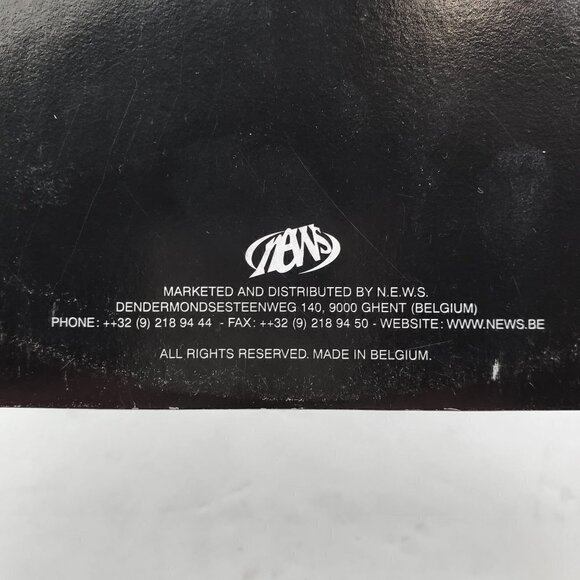 news
MARKETED AND DISTRIBUTED BY N.E.W.S.
DENDERMONDSESTEENWEG 140, 9000 GHENT (BELGIUM)
PHONE: ++32 (9) 218 94 44 - FAX: ++32 (9) 218 94 50 - WEBSITE: WWW.NEWS.BE
ALL RIGHTS RESERVED. MADE IN BELGIUM.